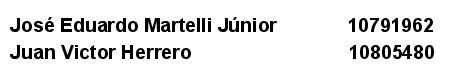 José Eduardo Martelli Júnior 10791962
Juan Victor Herrero 10805480